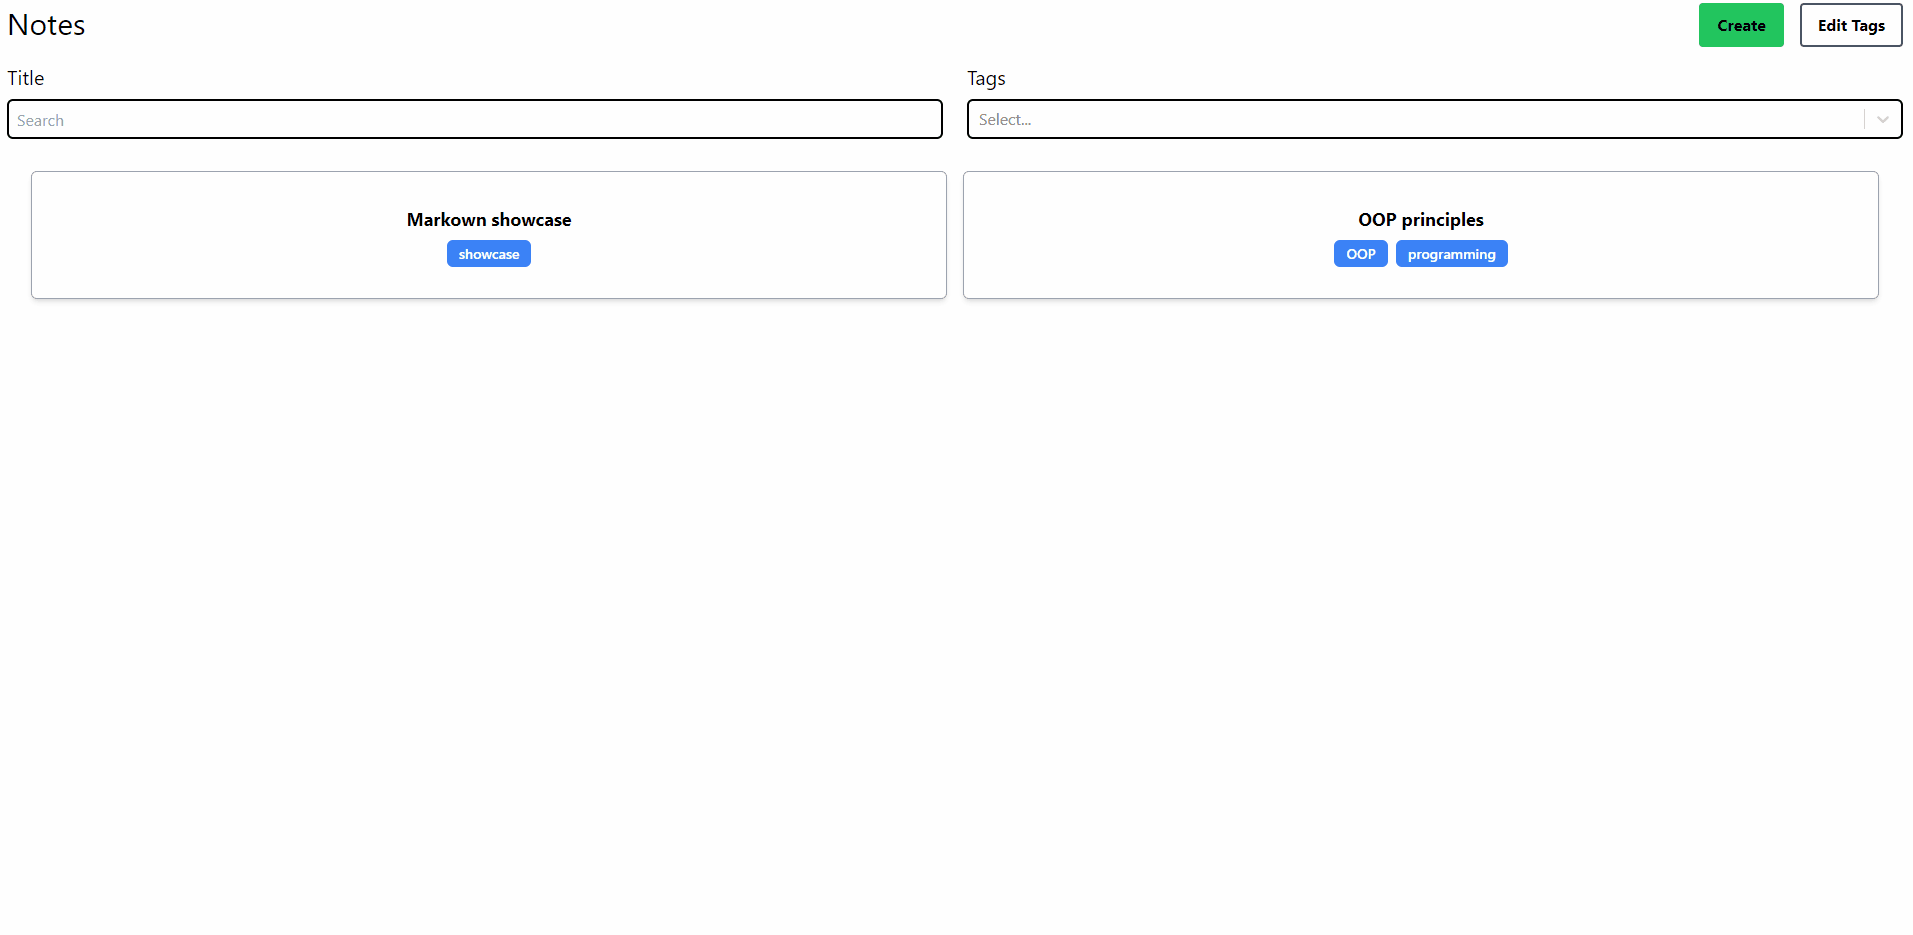 Notes
Create
Edit Tags
Title
Tags
Search
Select...
Markown showcase
showcase
OOP principles
OOP programming